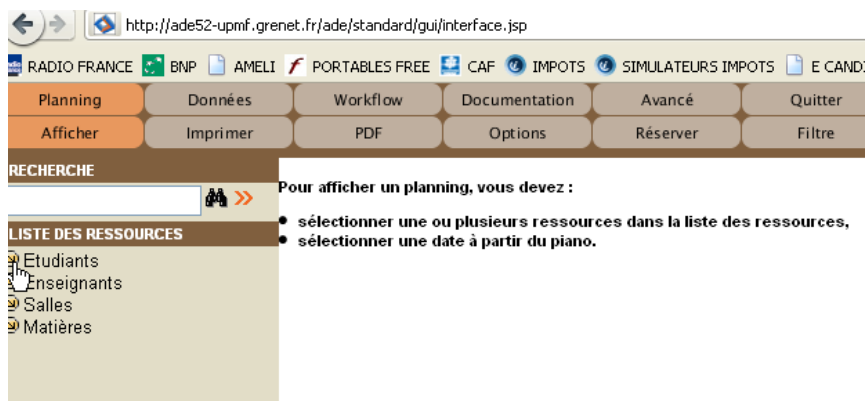 http://ade52-upmf.grenet.fr/ade/standard/gui/interface.jsp
RADIO FRANCE BNP AMELI PORTABLES FREE CAF IMPOTS SIMULATEURS IMPOTS E CANDI
Planning Données Workflow Documentation Avancé Quitter
Afficher Imprimer PDF Options Réserver Filtre
RECHERCHE
Pour afficher un planning, vous devez :
• sélectionner une ou plusieurs ressources dans la liste des ressources,
• sélectionner une date à partir du piano.
LISTE DES RESSOURCES
Etudiants
Enseignants
Salles
Matières